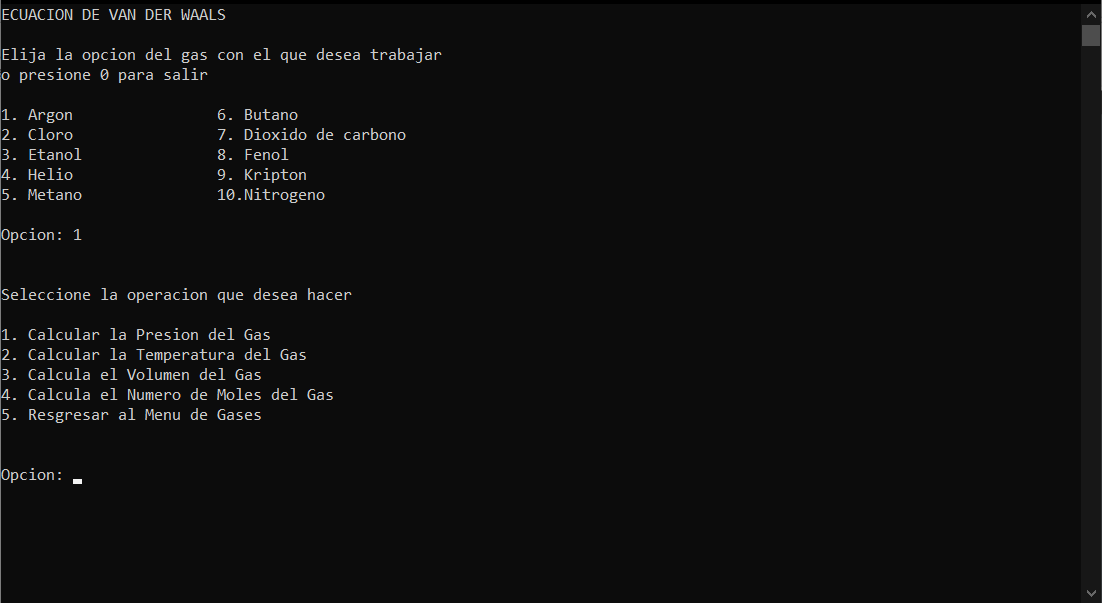 ECUACION DE VAN DER WAALS
Elija la opcion del gas con el que desea trabajar
o presione 0 para salir
1. Argon                6. Butano
2. Cloro                7. Dioxido de carbono
3. Etanol               8. Fenol
4. Helio                9. Kripton
5. Metano               10.Nitrogeno
Opcion: 1
Seleccione la operacion que desea hacer
1. Calcular la Presion del Gas
2. Calcular la Temperatura del Gas
3. Calcula el Volumen del Gas
4. Calcula el Numero de Moles del Gas
5. Resgresar al Menu de Gases
Opcion: